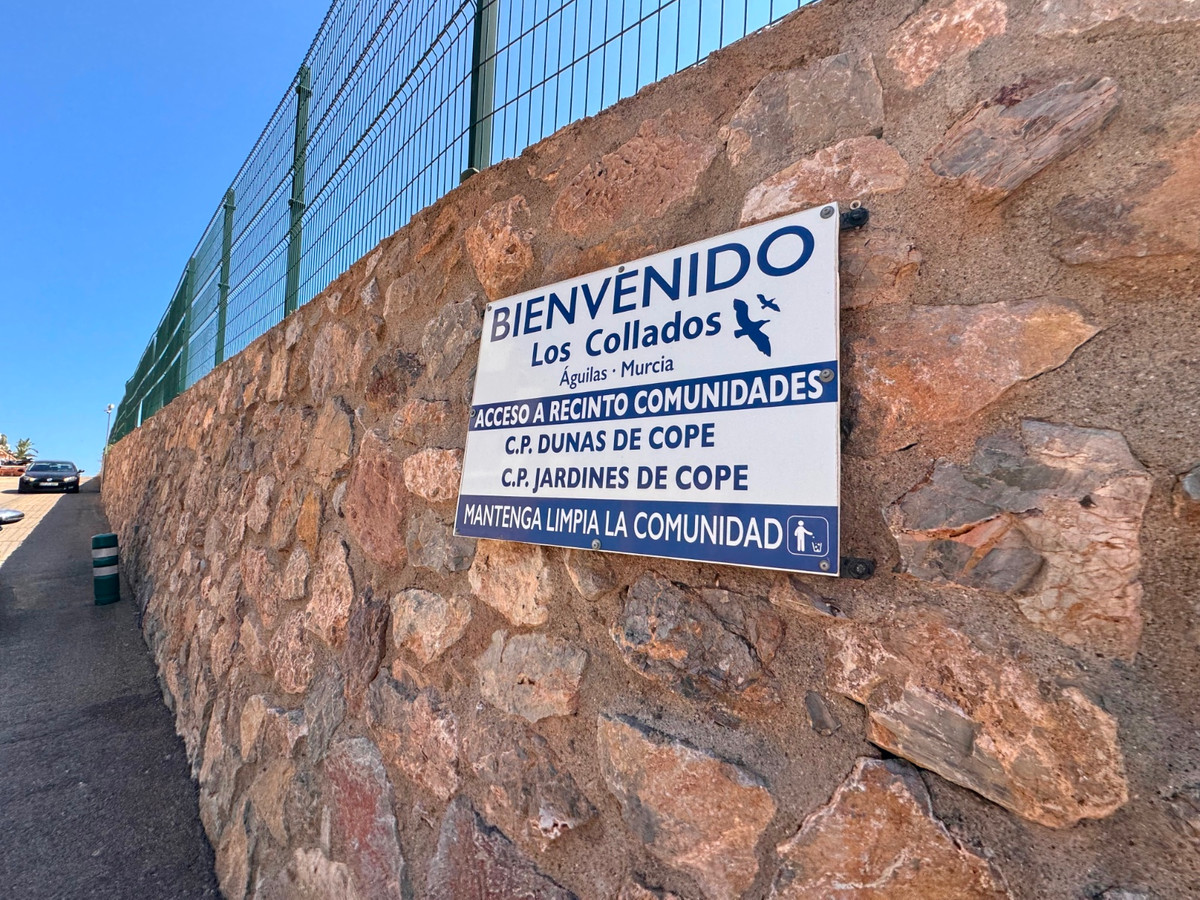 BIENVENIDO
Los Collados
Águilas · Murcia
ACCESO A RECINTO COMUNIDADES
C.P. DUNAS DE COPE
C.P. JARDINES DE COPE
MANTENGA LIMPIA LA COMUNIDAD